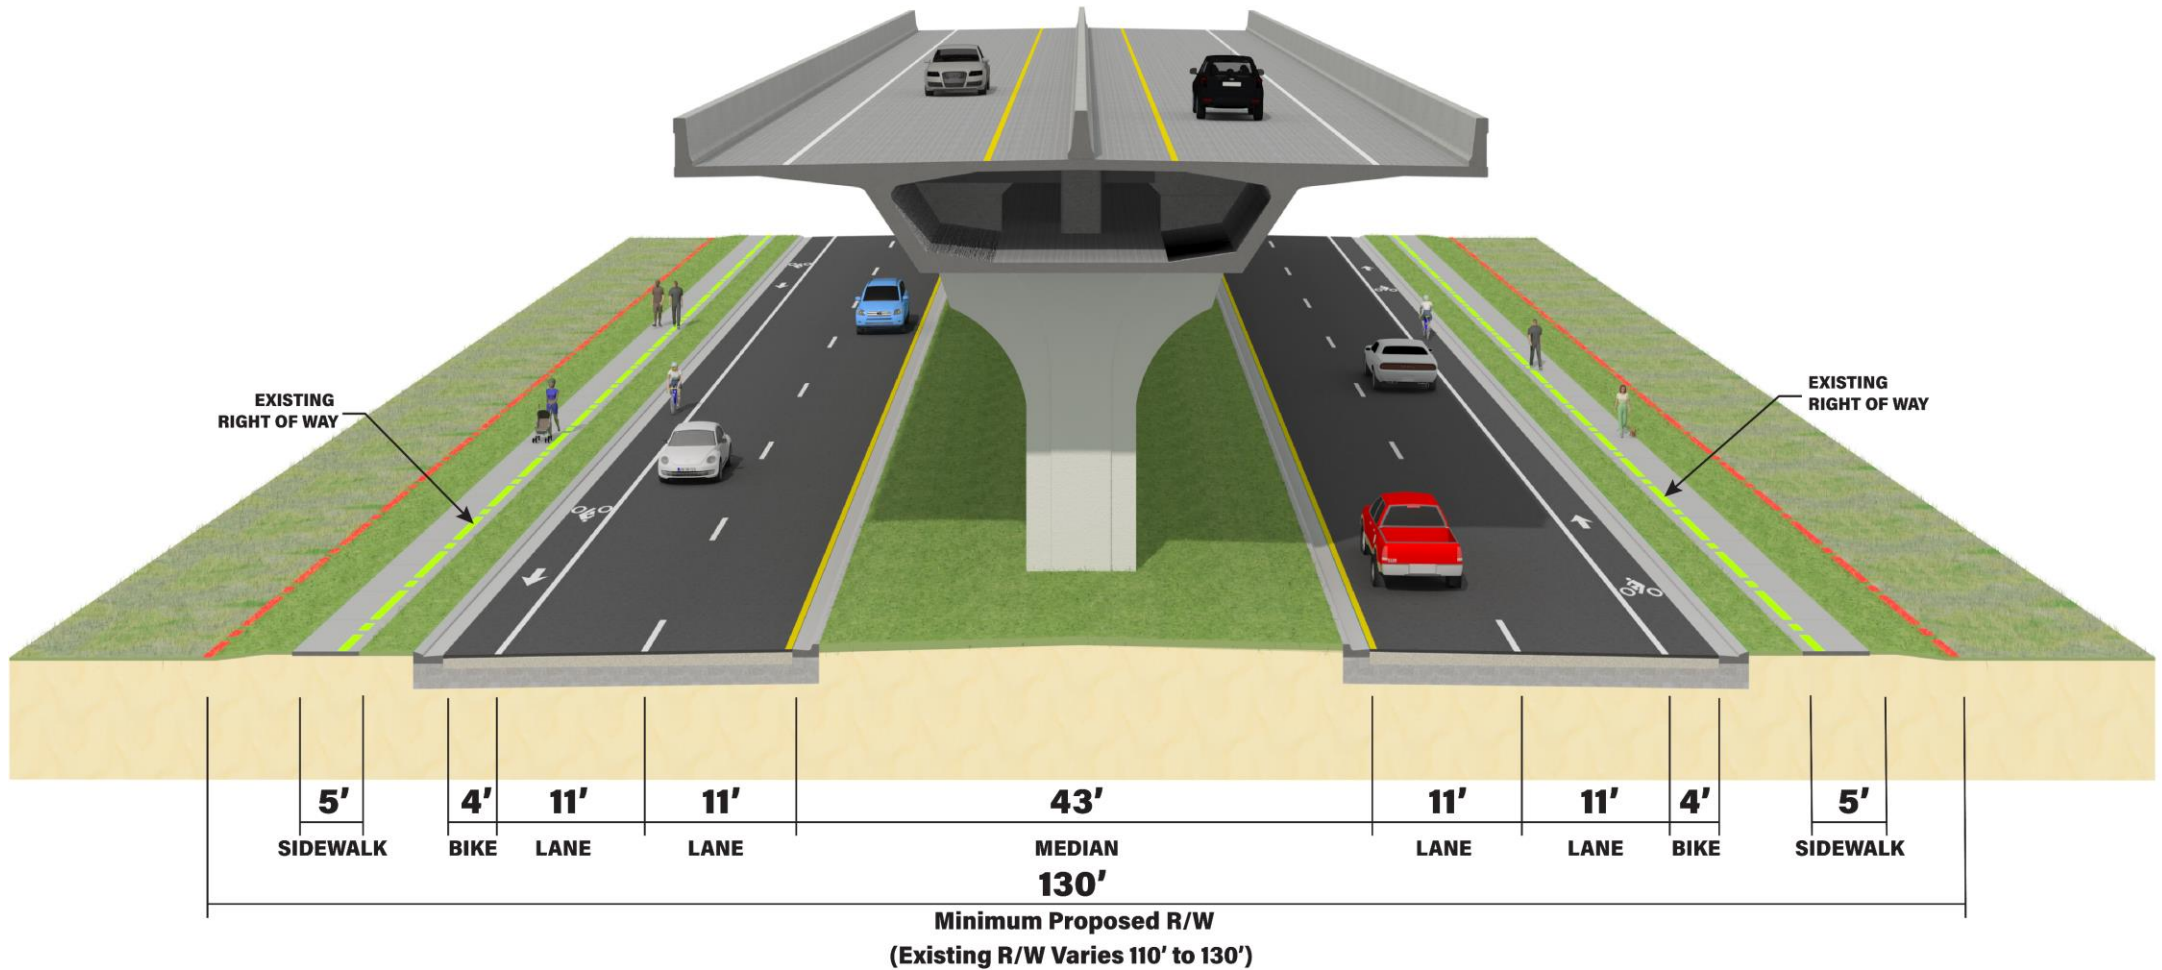 EXISTING
RIGHT OF WAY
EXISTING
RIGHT OF WAY
5' 4' 11' 11' 43' 11' 11' 4' 5'
SIDEWALK BIKE LANE LANE MEDIAN LANE LANE BIKE SIDEWALK
130'
Minimum Proposed R/W
(Existing R/W Varies 110' to 130')